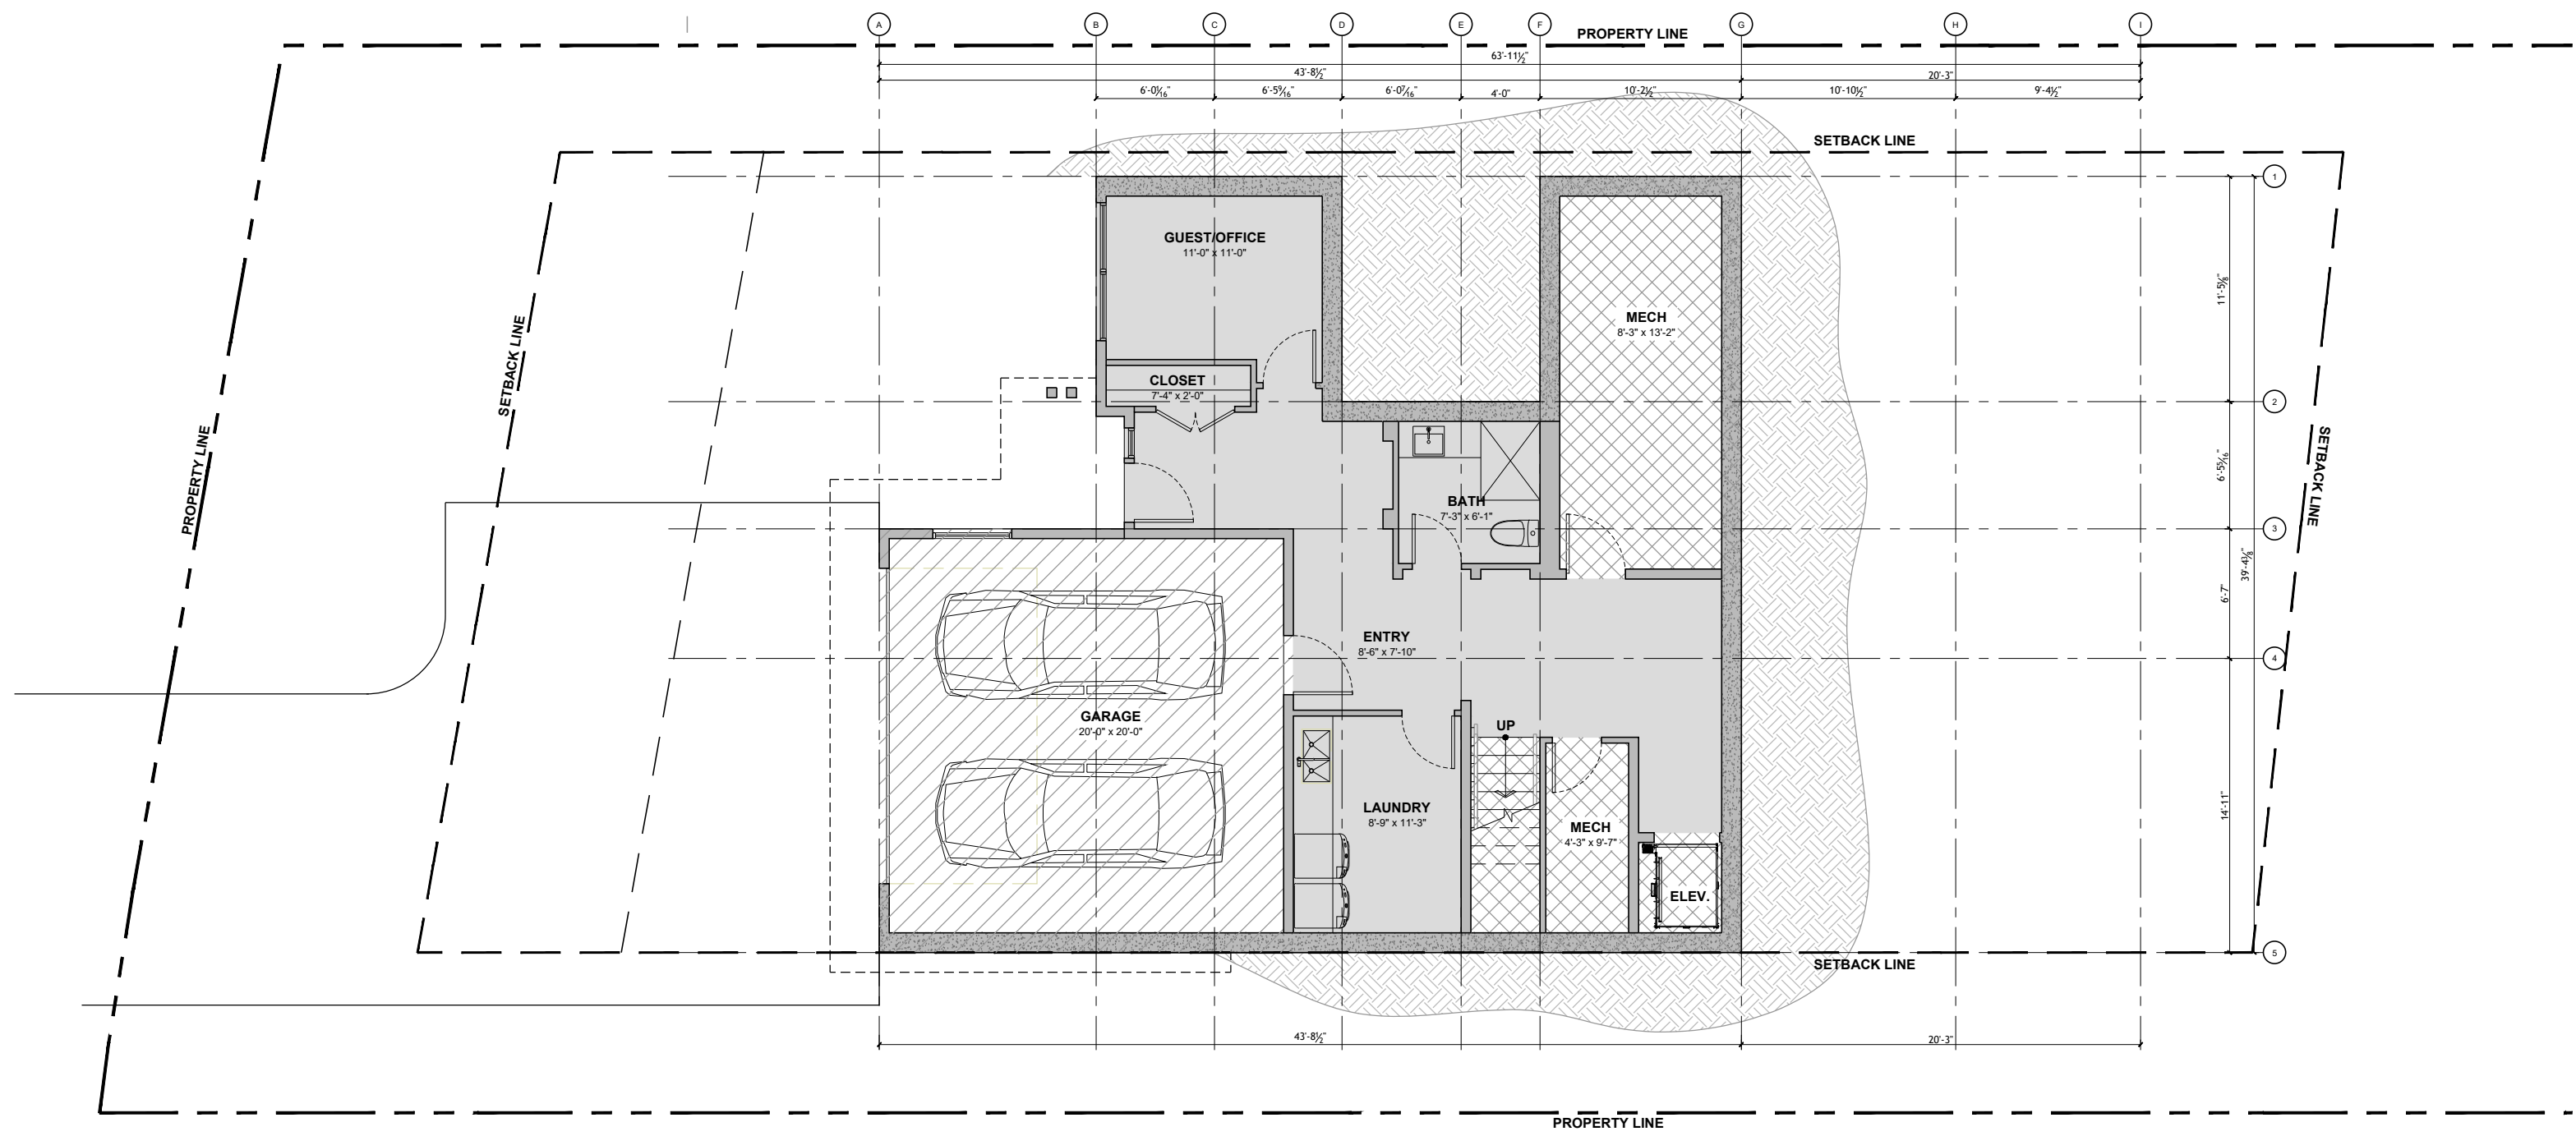 A B C D E F G H I
PROPERTY LINE
63'-11½"
43'-8½" 20'-3"
6'-0⅟₁₆" 6'-5⁹⁄₁₆" 6'-0⁷⁄₁₆" 4'-0" 10'-2½" 10'-10½" 9'-4½"
SETBACK LINE
1
GUEST/OFFICE
11'-0" x 11'-0"
11'-5⅝"
MECH
8'-3" x 13'-2"
SETBACK LINE
CLOSET
7'-4" x 2'-0"
2
PROPERTY LINE
6'-5⁵⁄₁₆"
SETBACK LINE
BATH
7'-3" x 6'-1"
3
39'-4⅜"
6'-7"
ENTRY
8'-6" x 7'-10"
4
GARAGE
20'-0" x 20'-0"
UP
LAUNDRY
8'-9" x 11'-3"
14'-11"
MECH
4'-3" x 9'-7"
ELEV.
5
SETBACK LINE
43'-8½" 20'-3"
PROPERTY LINE